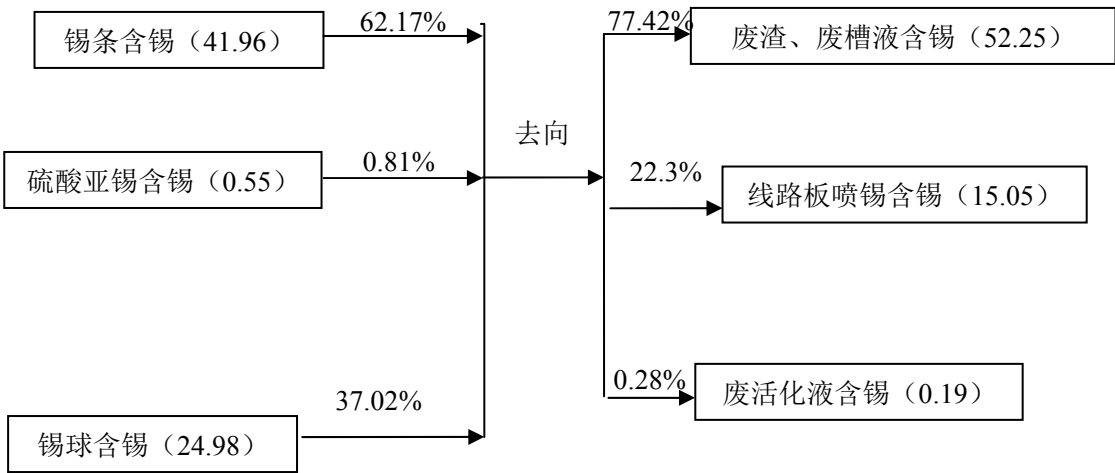 锡条含锡（41.96）
62.17%
77.42%
废渣、废槽液含锡（52.25）
去向
硫酸亚锡含锡（0.55）
0.81%
22.3%
线路板喷锡含锡（15.05）
0.28%
废活化液含锡（0.19）
37.02%
锡球含锡（24.98）